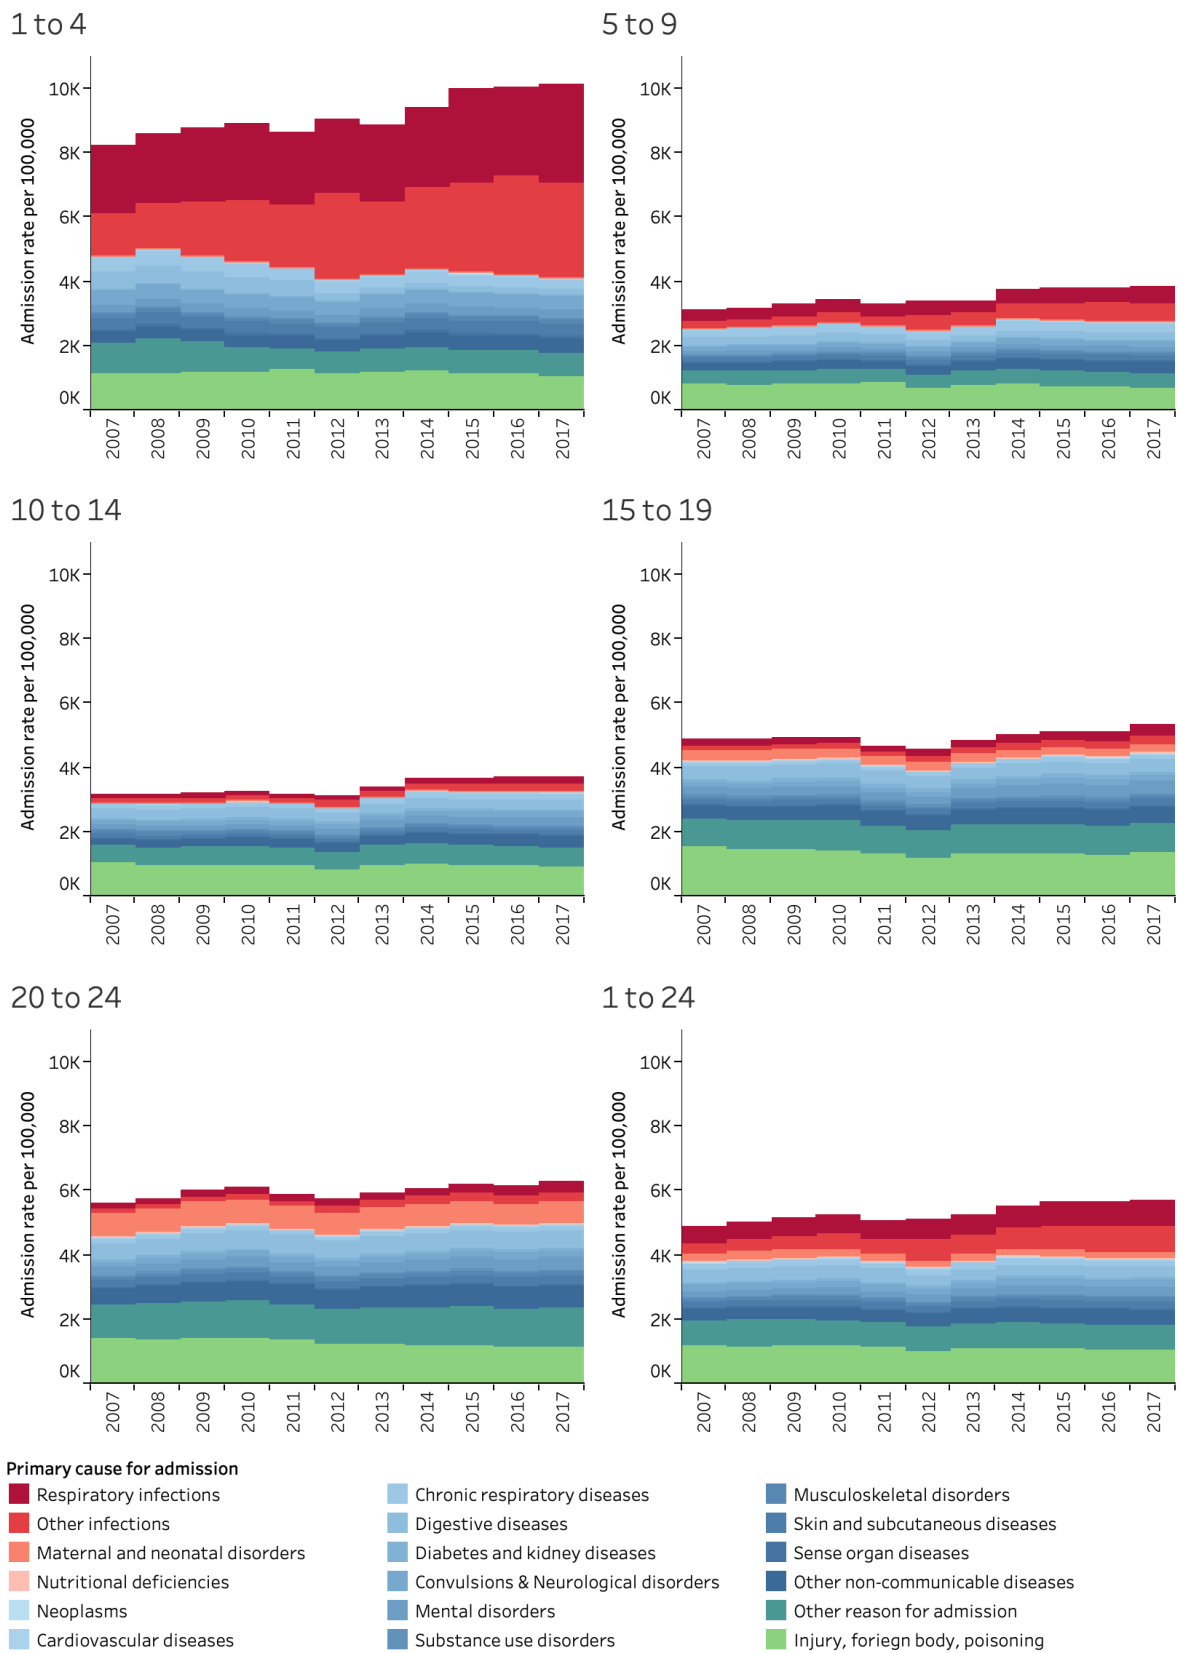 1 to 4
5 to 9
Admission rate per 100,000
10K
8K
6K
4K
2K
0K
2007 2008 2009 2010 2011 2012 2013 2014 2015 2016 2017
Admission rate per 100,000
10K
8K
6K
4K
2K
0K
2007 2008 2009 2010 2011 2012 2013 2014 2015 2016 2017
10 to 14
15 to 19
Admission rate per 100,000
10K
8K
6K
4K
2K
0K
2007 2008 2009 2010 2011 2012 2013 2014 2015 2016 2017
Admission rate per 100,000
10K
8K
6K
4K
2K
0K
2007 2008 2009 2010 2011 2012 2013 2014 2015 2016 2017
20 to 24
1 to 24
Admission rate per 100,000
10K
8K
6K
4K
2K
0K
2007 2008 2009 2010 2011 2012 2013 2014 2015 2016 2017
Admission rate per 100,000
10K
8K
6K
4K
2K
0K
2007 2008 2009 2010 2011 2012 2013 2014 2015 2016 2017
Primary cause for admission
Respiratory infections
Other infections
Maternal and neonatal disorders
Nutritional deficiencies
Neoplasms
Cardiovascular diseases
Chronic respiratory diseases
Digestive diseases
Diabetes and kidney diseases
Convulsions & Neurological disorders
Mental disorders
Substance use disorders
Musculoskeletal disorders
Skin and subcutaneous diseases
Sense organ diseases
Other non-communicable diseases
Other reason for admission
Injury, foriegn body, poisoning